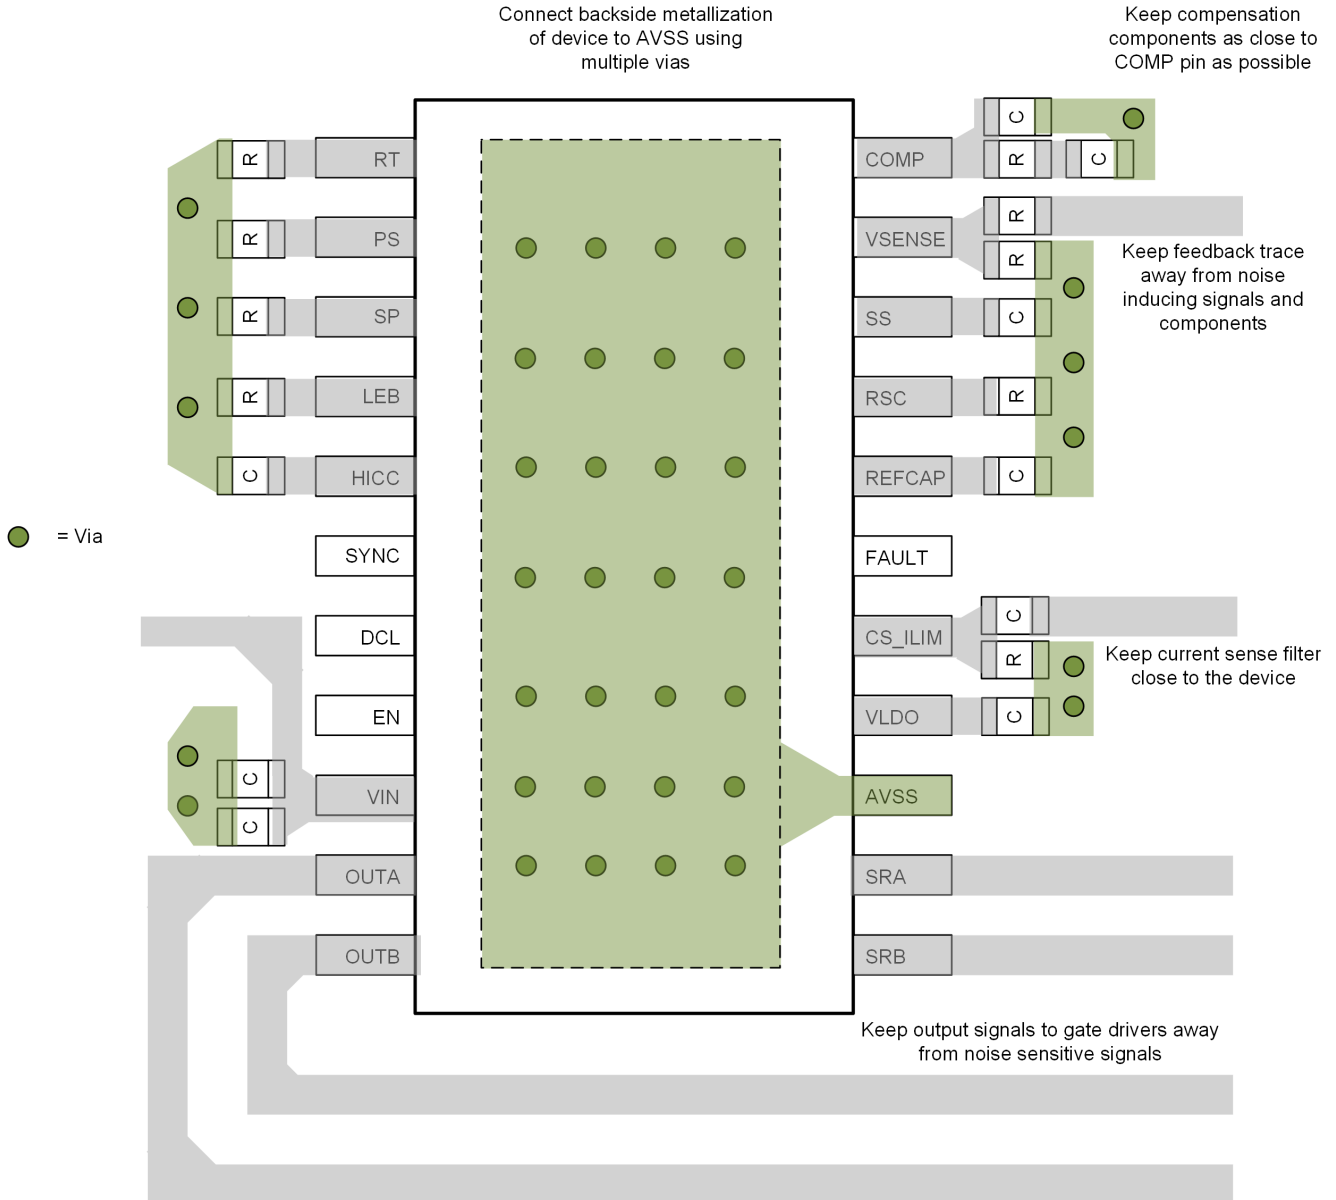 Connect backside metallization
of device to AVSS using
multiple vias
Keep compensation
components as close to
COMP pin as possible
C
R
RT
COMP
R
C
R
PS
VSENSE
R
R
Keep feedback trace
away from noise
inducing signals and
components
R
SP
SS
C
R
LEB
RSC
R
C
HICC
REFCAP
C
= Via
SYNC
FAULT
DCL
CS_ILIM
C
R
Keep current sense filter
close to the device
EN
VLDO
C
C
VIN
AVSS
C
OUTA
SRA
OUTB
SRB
Keep output signals to gate drivers away
from noise sensitive signals